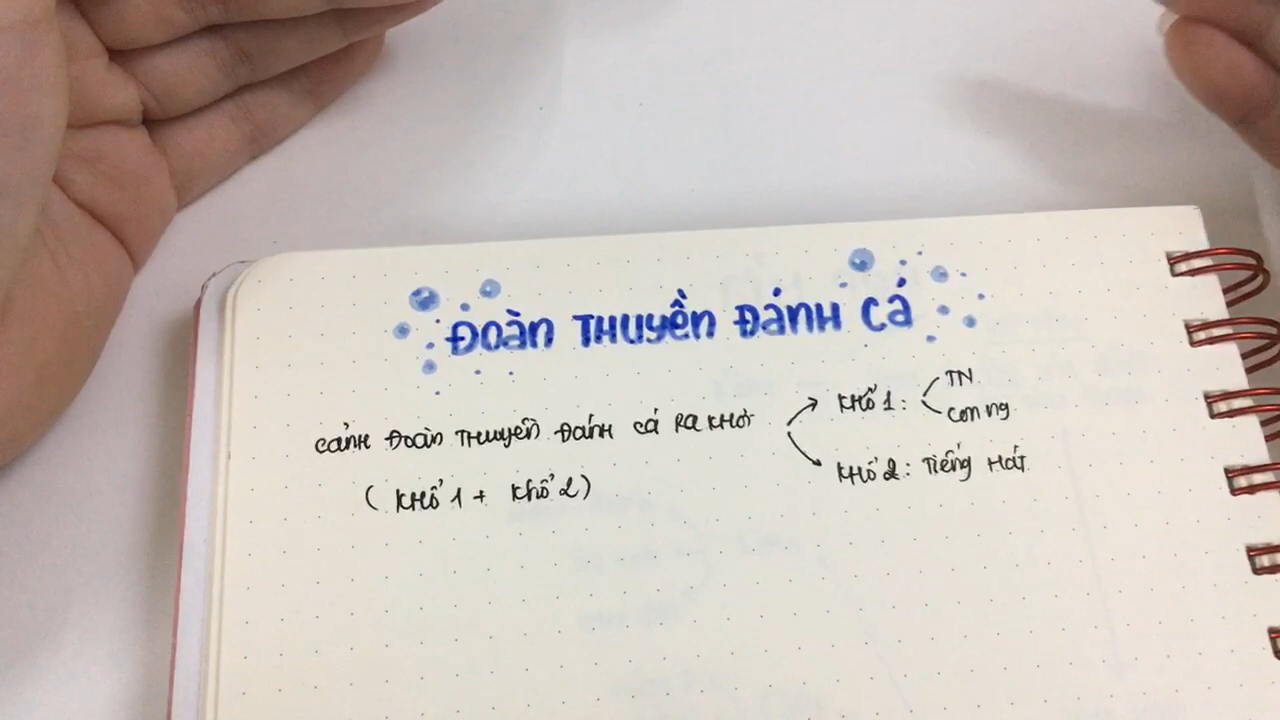 Đoàn Thuyền Đánh Cá
Cảnh Đoàn Thuyền Đánh cá Ra Khơi
(Khổ 1 + Khổ 2)
Khổ 1:
TN
Con ng
Khổ 2: Tiếng Hát